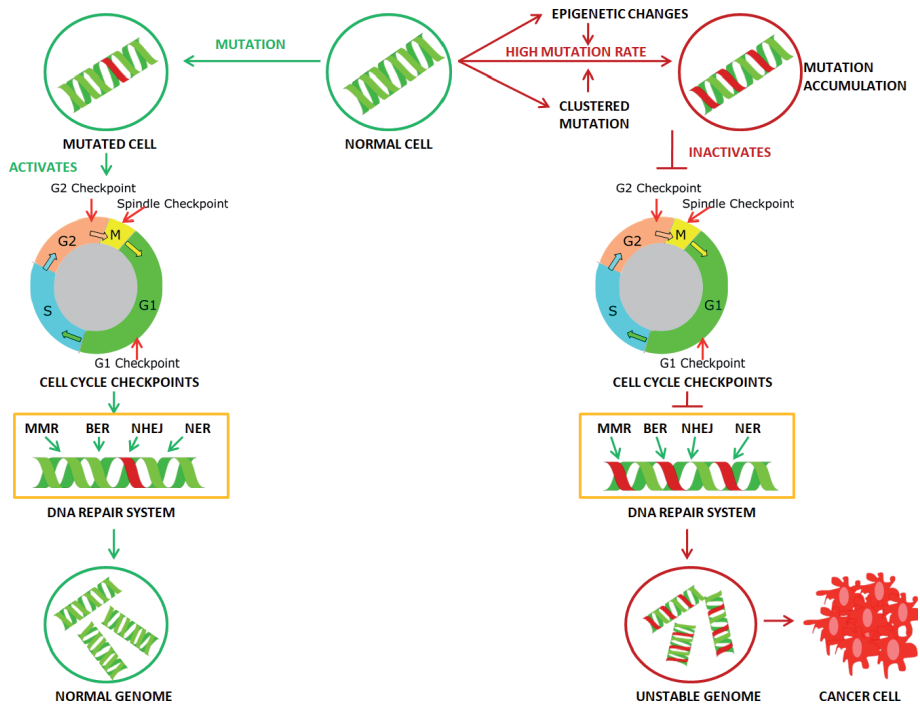 EPIGENETIC CHANGES
MUTATION
HIGH MUTATION RATE
MUTATION
ACCUMULATION
CLUSTERED
MUTATION
MUTATED CELL
NORMAL CELL
ACTIVATES
INACTIVATES
G2 Checkpoint
Spindle Checkpoint
G2
M
S
G1
G1 Checkpoint
CELL CYCLE CHECKPOINTS
G2 Checkpoint
Spindle Checkpoint
G2
M
S
G1
G1 Checkpoint
CELL CYCLE CHECKPOINTS
MMR BER NHEJ NER
DNA REPAIR SYSTEM
MMR BER NHEJ NER
DNA REPAIR SYSTEM
NORMAL GENOME
UNSTABLE GENOME
CANCER CELL